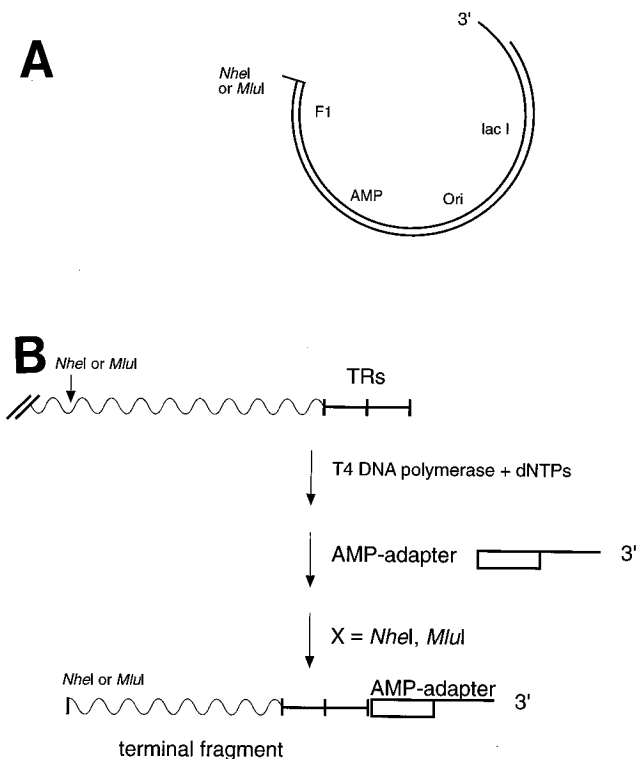 A
3'
NheI
or MluI
F1
lac I
AMP
Ori
B
NheI or MluI
TRs
T4 DNA polymerase + dNTPs
AMP-adapter
3'
X = NheI, MluI
NheI or MluI
AMP-adapter
3'
terminal fragment